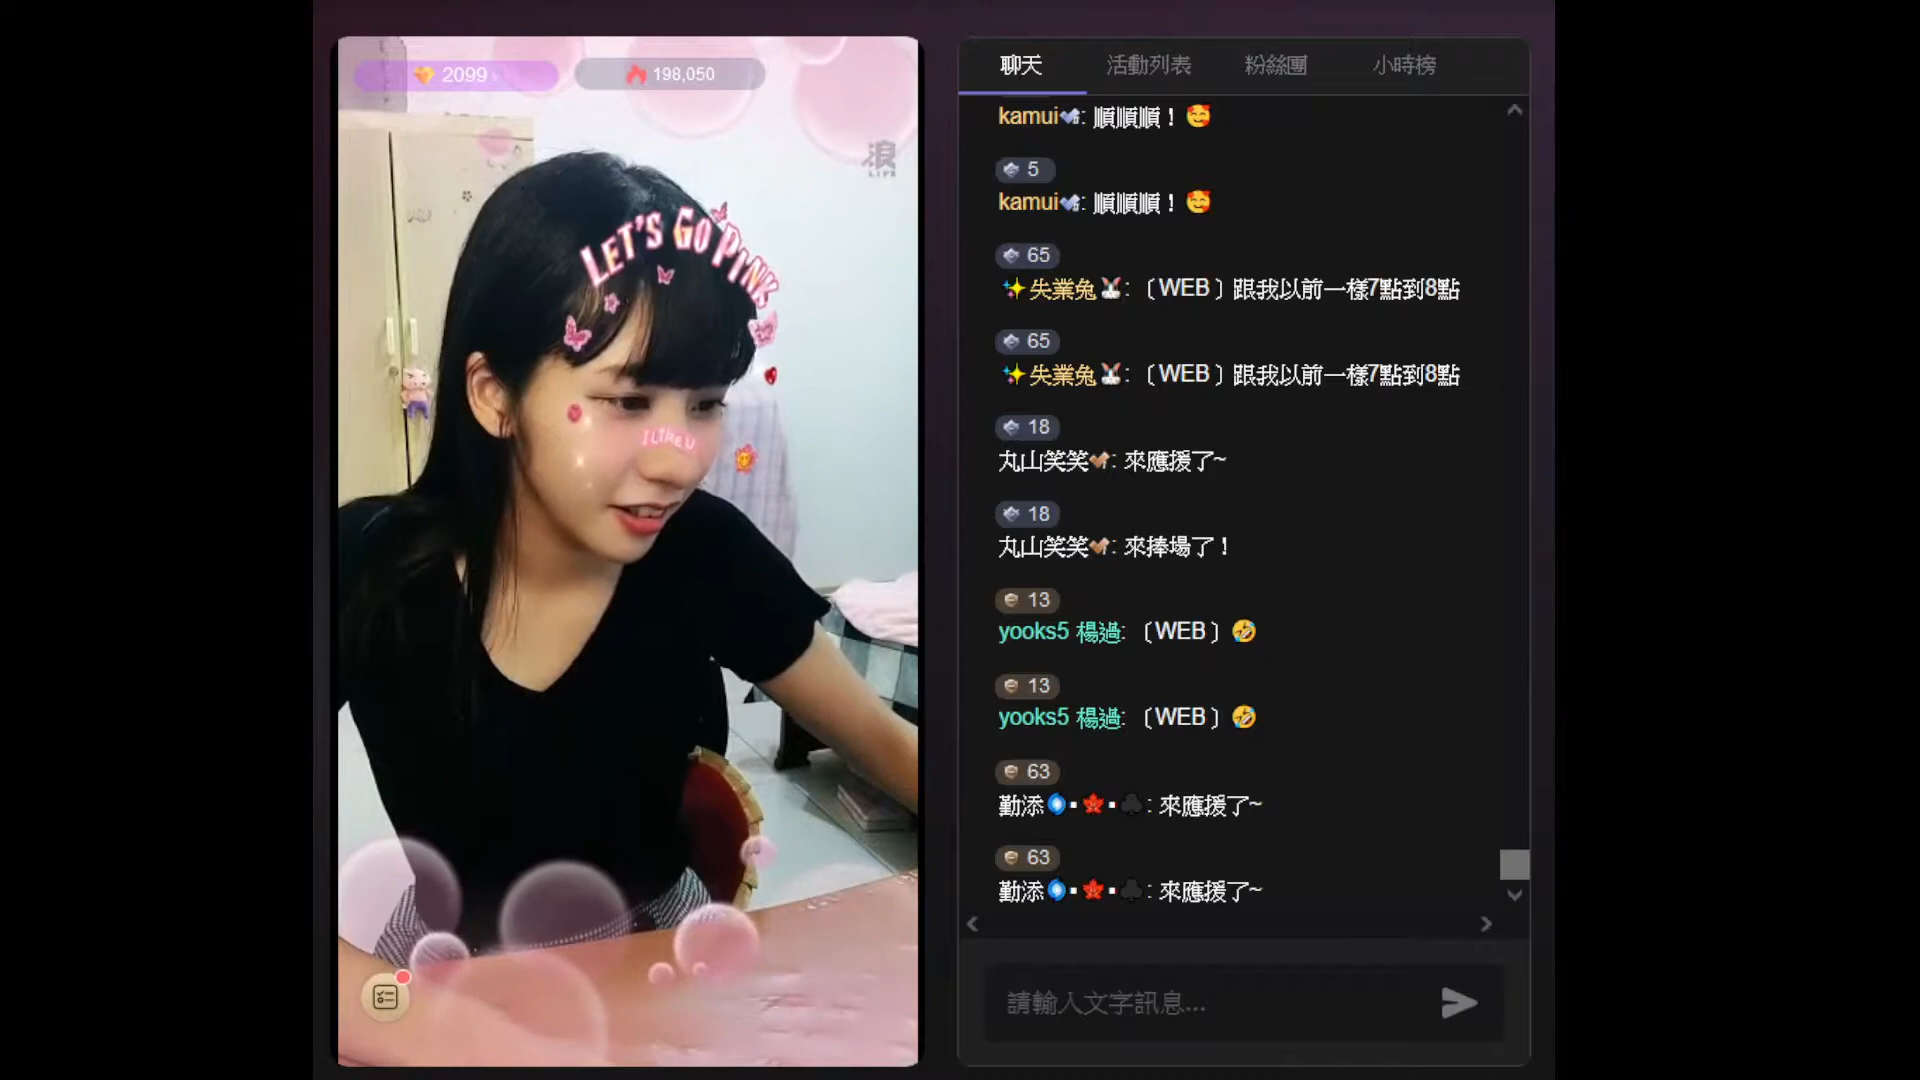 2099
198,050
浪
LIVE
LET'S GO PINK
I Like U
聊天 活動列表 粉絲團 小時榜
kamui: 順順順！🥰
5
kamui: 順順順！🥰
65
✨失業兔🐰: 〔WEB〕跟我以前一樣7點到8點
65
✨失業兔🐰: 〔WEB〕跟我以前一樣7點到8點
18
丸山笑笑: 來應援了~
18
丸山笑笑: 來捧場了！
13
yooks5 楊過: 〔WEB〕🤣
13
yooks5 楊過: 〔WEB〕🤣
63
勤添🌀▪🍁▪♣: 來應援了~
63
勤添🌀▪🍁▪♣: 來應援了~
請輸入文字訊息...